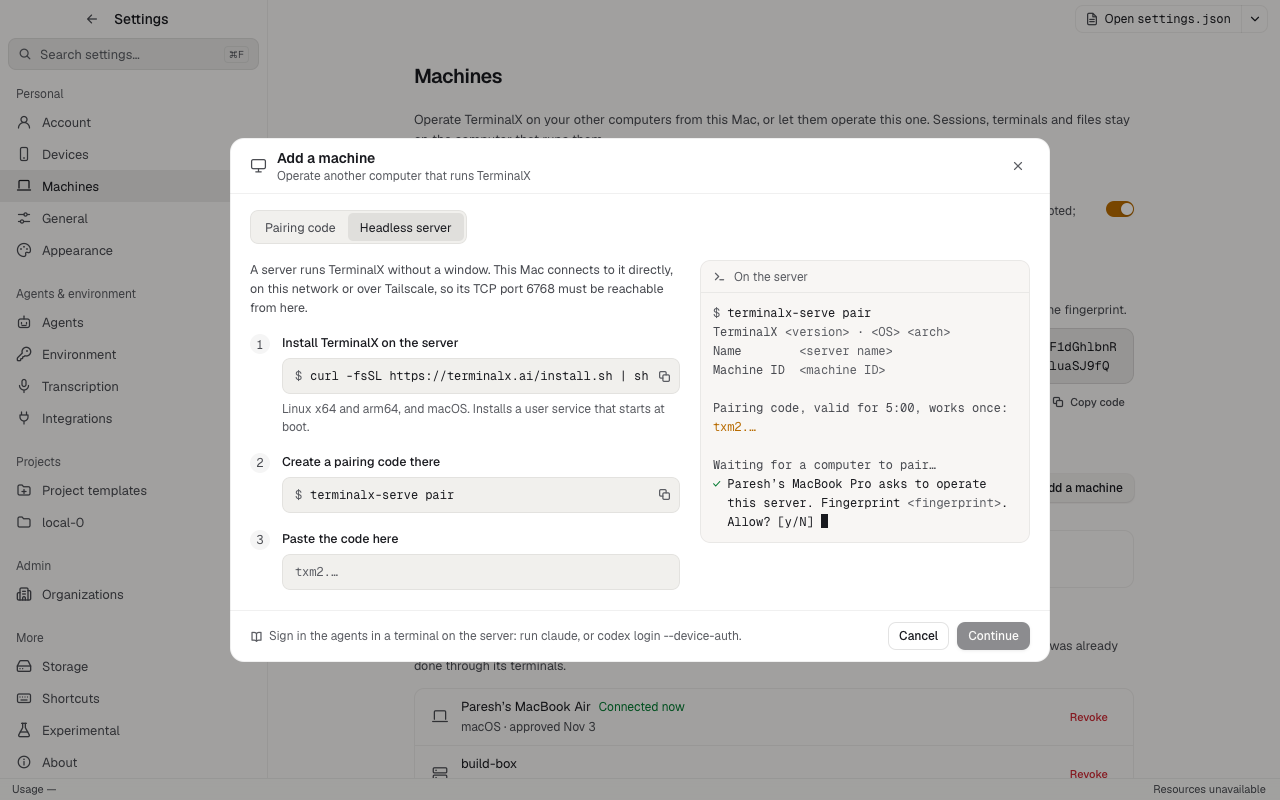 Settings
Search settings…
⌘F
Personal
Account
Devices
Machines
General
Appearance
Agents & environment
Agents
Environment
Transcription
Integrations
Projects
Project templates
local-0
Admin
Organizations
More
Storage
Shortcuts
Experimental
About
Usage —
Open settings.json
Machines
Operate TerminalX on your other computers from this Mac, or let them operate this one. Sessions, terminals and files stay
Add a machine
Operate another computer that runs TerminalX
Pairing code
Headless server
A server runs TerminalX without a window. This Mac connects to it directly,
on this network or over Tailscale, so its TCP port 6768 must be reachable
from here.
1
Install TerminalX on the server
$ curl -fsSL https://terminalx.ai/install.sh | sh
Linux x64 and arm64, and macOS. Installs a user service that starts at
boot.
2
Create a pairing code there
$ terminalx-serve pair
3
Paste the code here
txm2.…
On the server
$ terminalx-serve pair
TerminalX <version> · <OS> <arch>
Name <server name>
Machine ID <machine ID>
Pairing code, valid for 5:00, works once:
txm2.…
Waiting for a computer to pair…
✓ Paresh's MacBook Pro asks to operate
this server. Fingerprint <fingerprint>.
Allow? [y/N]
Sign in the agents in a terminal on the server: run claude, or codex login --device-auth.
Cancel
Continue
fingerprint.
Copy code
a machine
was already
done through its terminals.
Paresh's MacBook Air Connected now
macOS · approved Nov 3
Revoke
build-box
Revoke
Resources unavailable